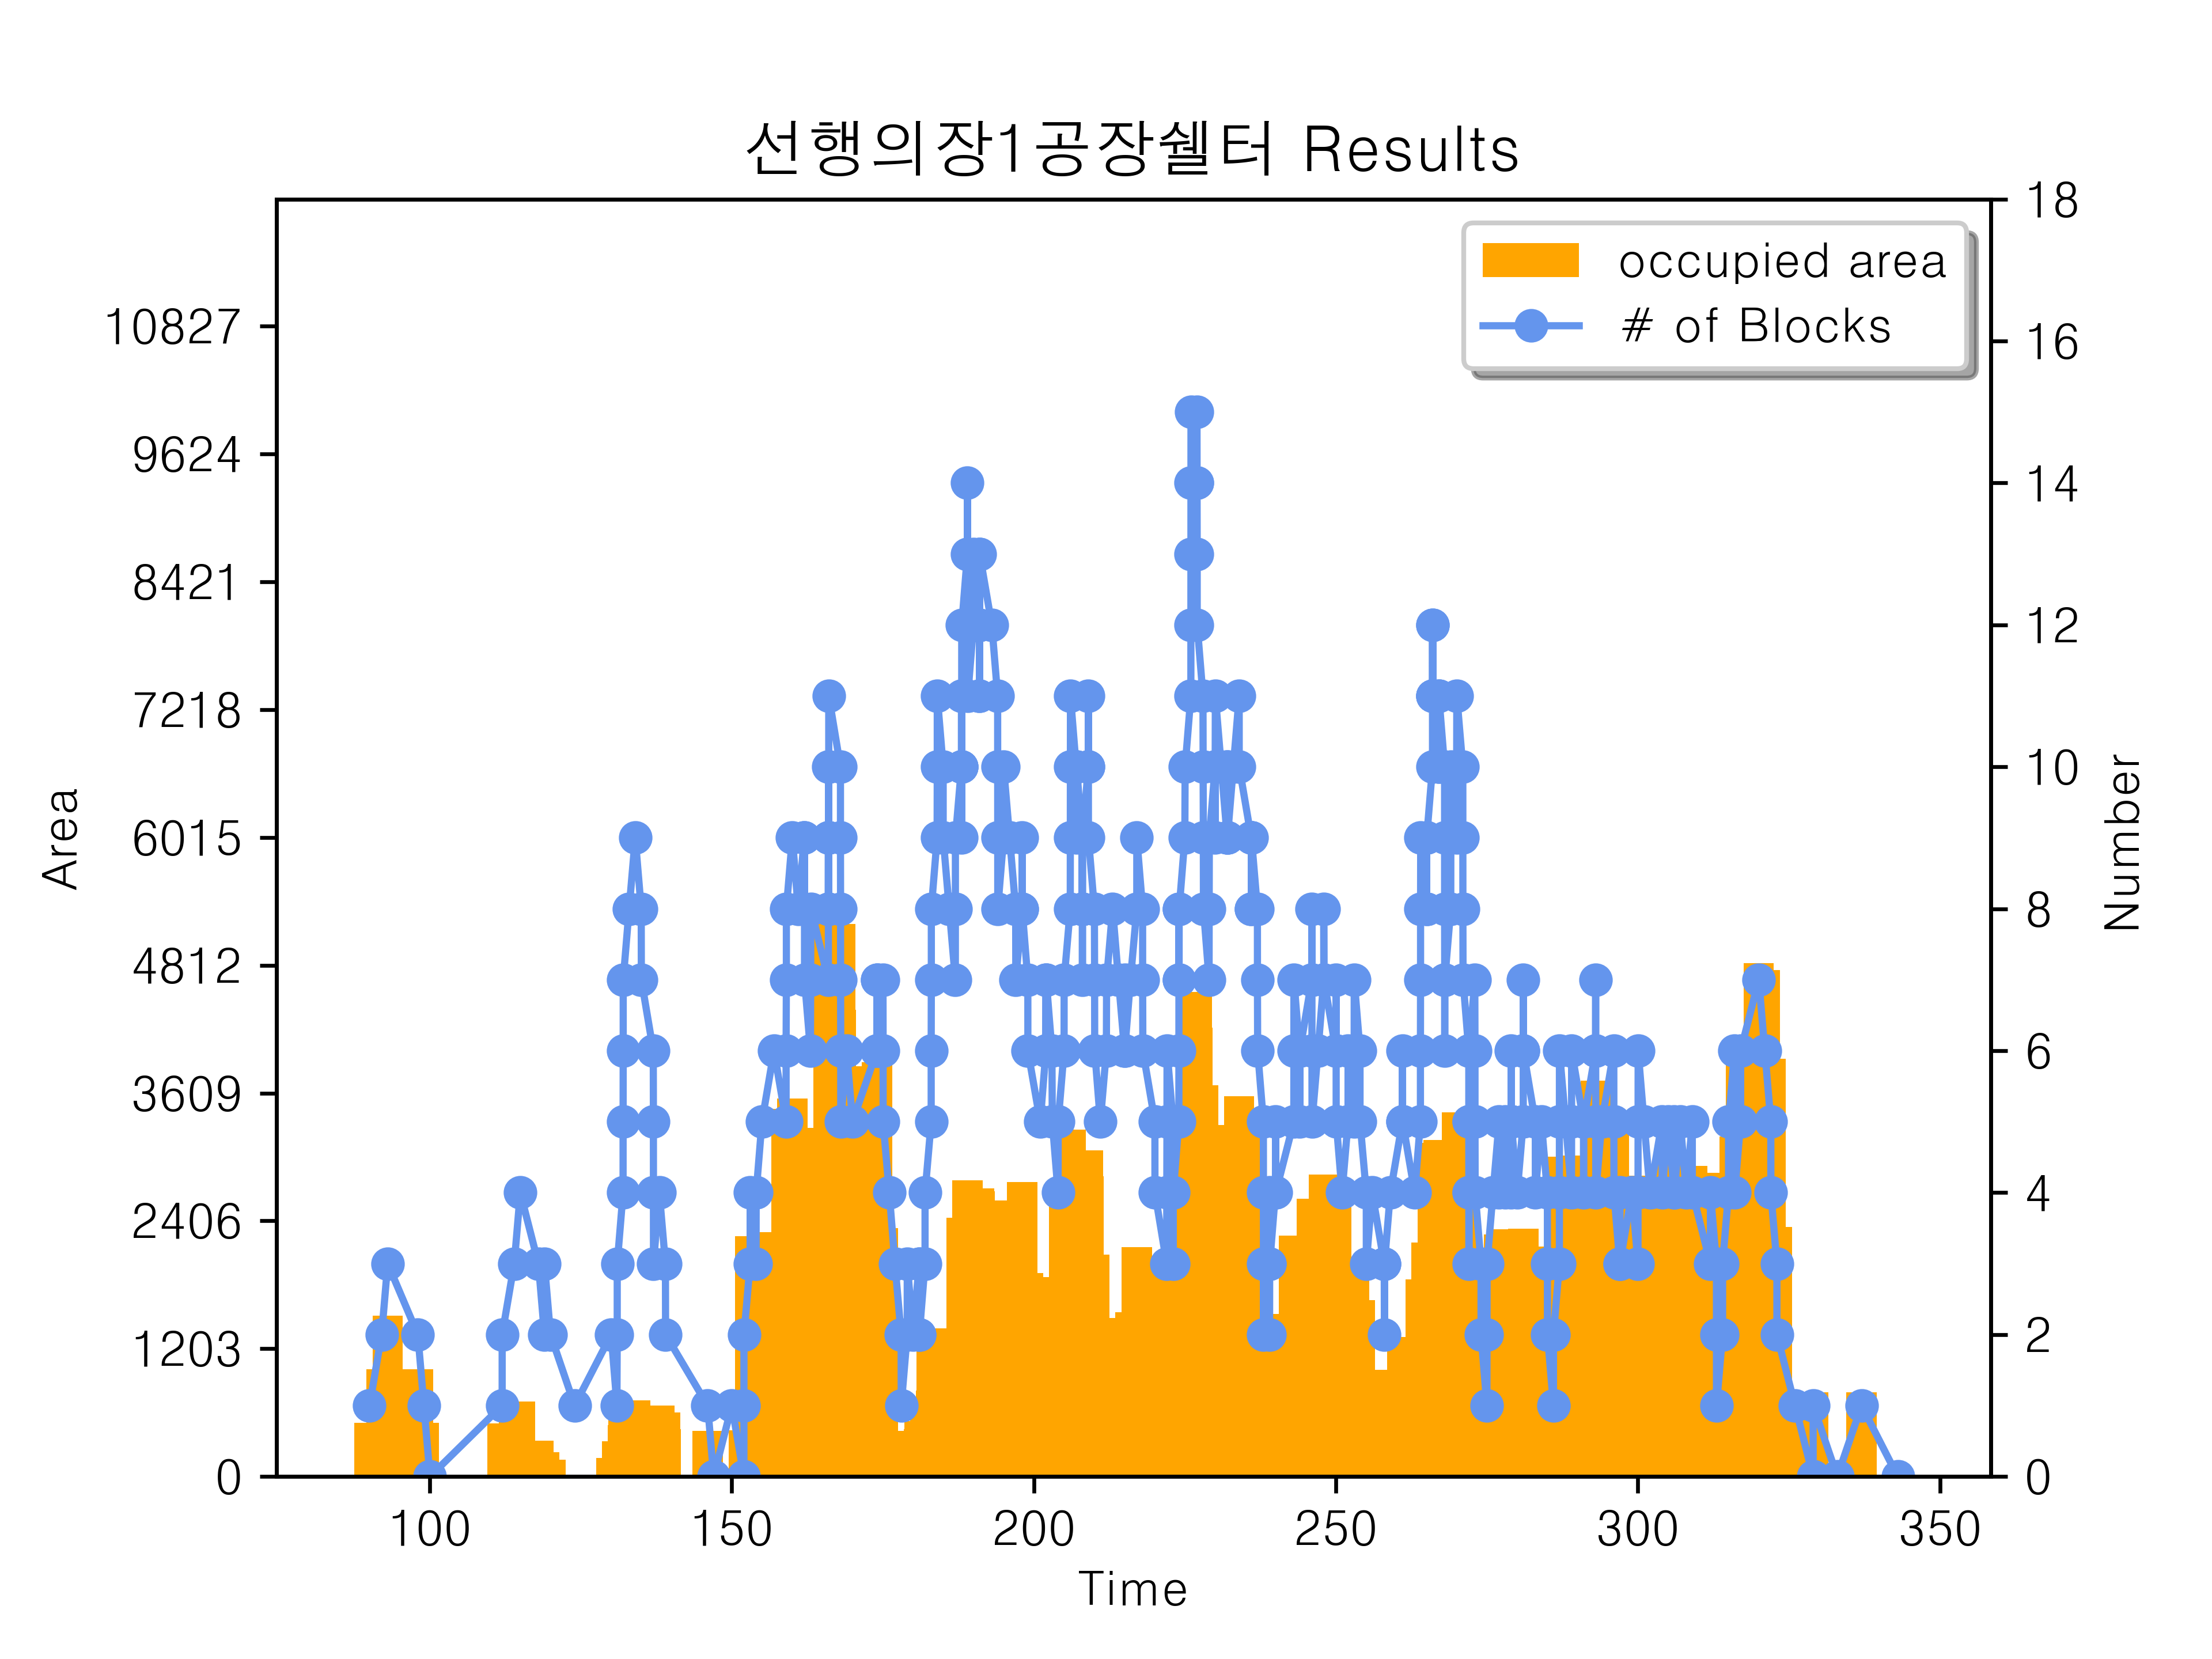 선행의장1공장쉘터 Results
occupied area
# of Blocks
Area
10827
9624
8421
7218
6015
4812
3609
2406
1203
0
18
16
14
12
10
8
6
4
2
0
Number
100 150 200 250 300 350
Time